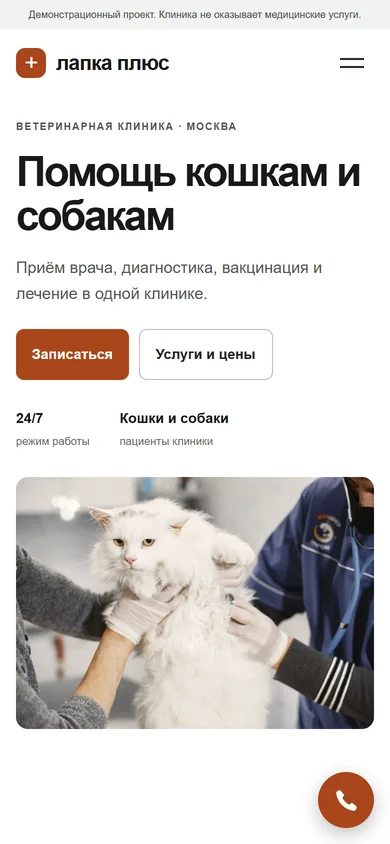 Демонстрационный проект. Клиника не оказывает медицинские услуги.
лапка плюс
ВЕТЕРИНАРНАЯ КЛИНИКА · МОСКВА
Помощь кошкам и
собакам
Приём врача, диагностика, вакцинация и
лечение в одной клинике.
Записаться
Услуги и цены
24/7
Кошки и собаки
режим работы
пациенты клиники